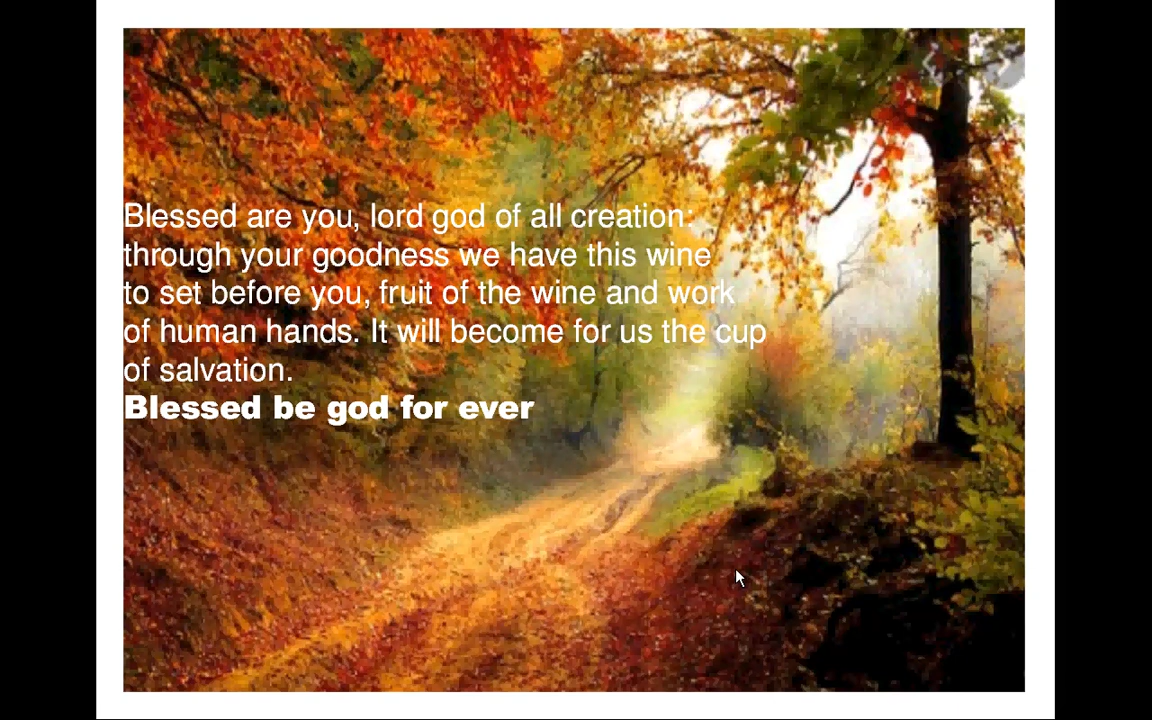 Blessed are you, lord god of all creation:
through your goodness we have this wine
to set before you, fruit of the wine and work
of human hands. It will become for us the cup
of salvation.
Blessed be god for ever